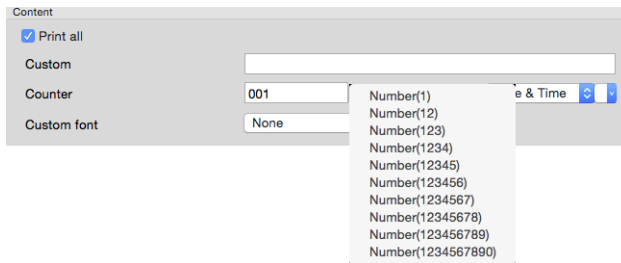 Content
Print all
Custom
Counter 001 e & Time
Custom font None
Number(1)
Number(12)
Number(123)
Number(1234)
Number(12345)
Number(123456)
Number(1234567)
Number(12345678)
Number(123456789)
Number(1234567890)